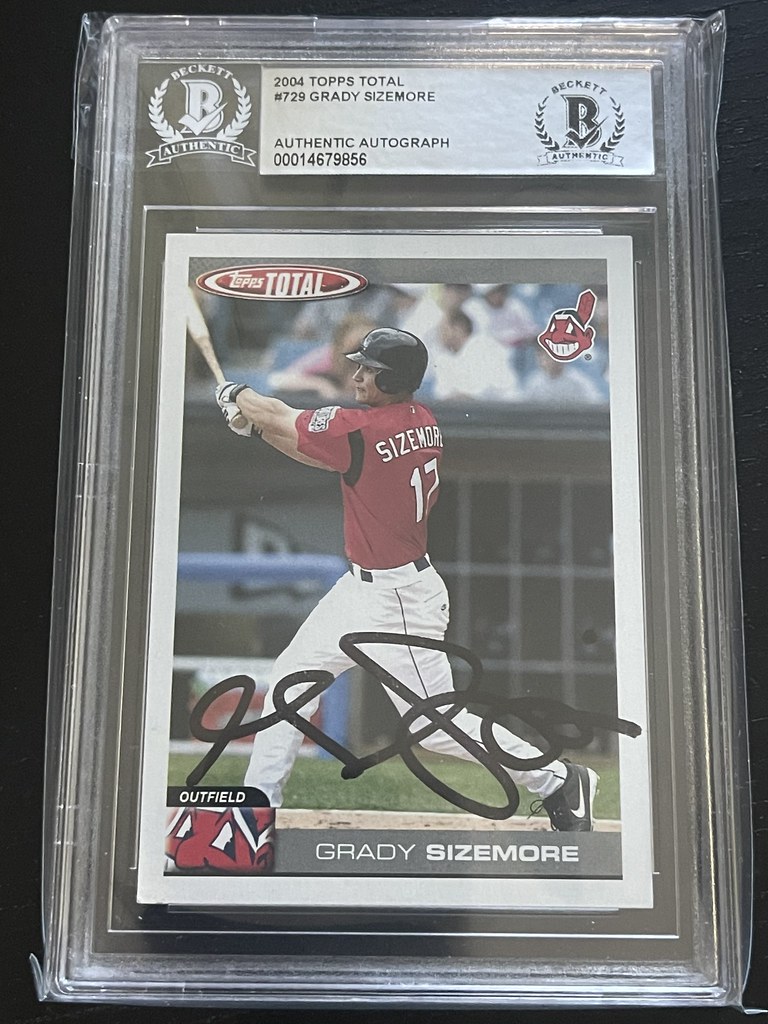 BECKETT
B
AUTHENTIC
2004 TOPPS TOTAL
#729 GRADY SIZEMORE
AUTHENTIC AUTOGRAPH
00014679856
BECKETT
B
AUTHENTIC
Topps TOTAL
SIZEMORE
17
OUTFIELD
GRADY SIZEMORE